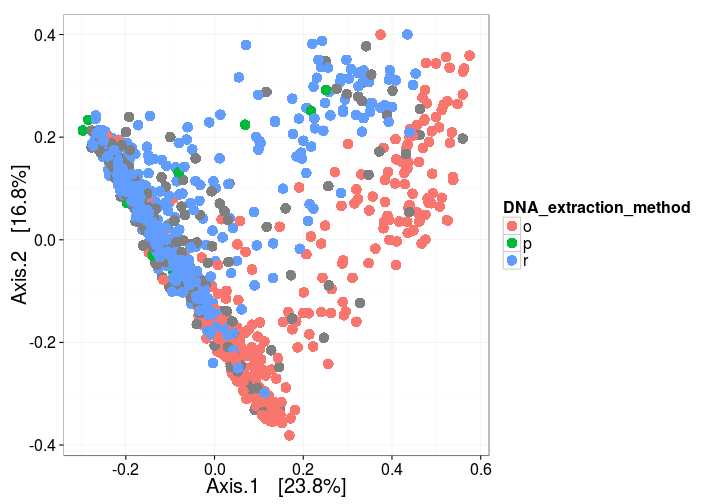 0.4
0.2
0.0
-0.2
-0.4
Axis.2 [16.8%]
-0.2 0.0 0.2 0.4 0.6
Axis.1 [23.8%]
DNA_extraction_method
o
p
r